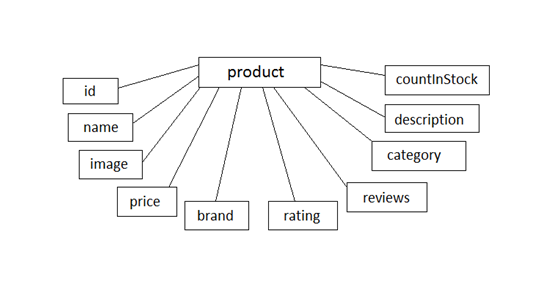 product
countInStock
id
description
name
category
image
reviews
price
brand
rating